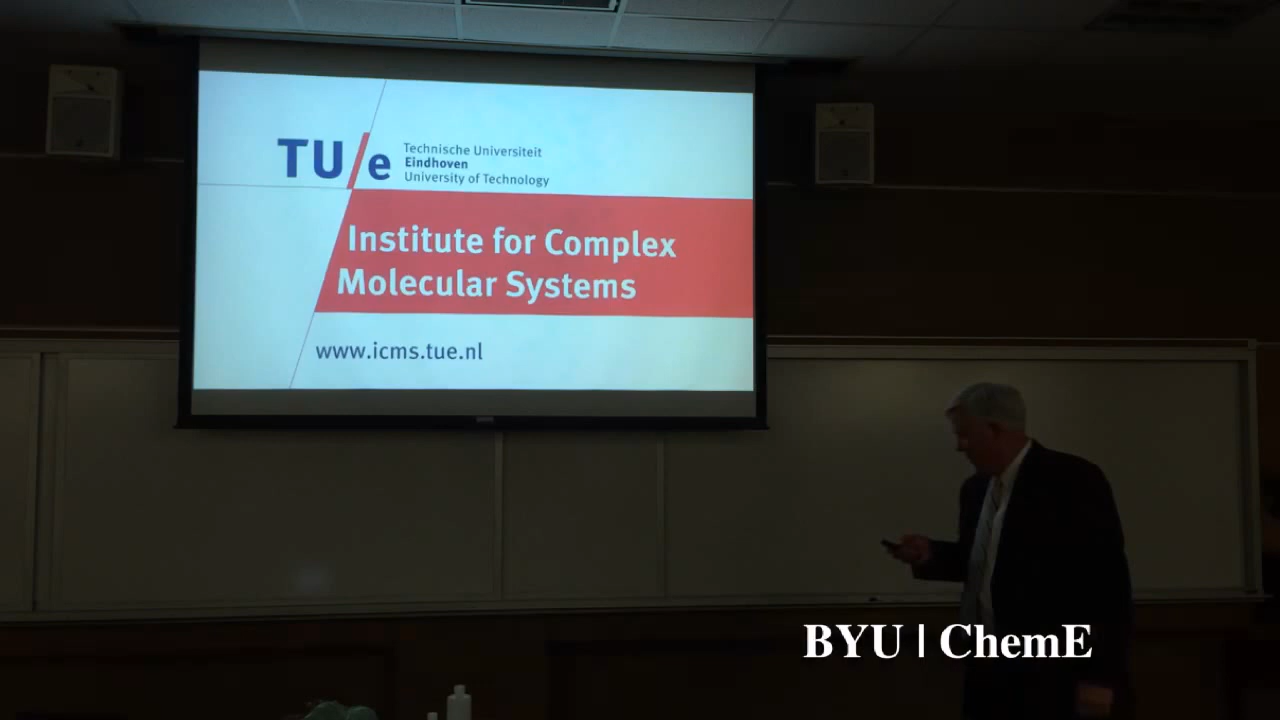 TU/e
Technische Universiteit
Eindhoven
University of Technology
Institute for Complex
Molecular Systems
www.icms.tue.nl
BYU | ChemE